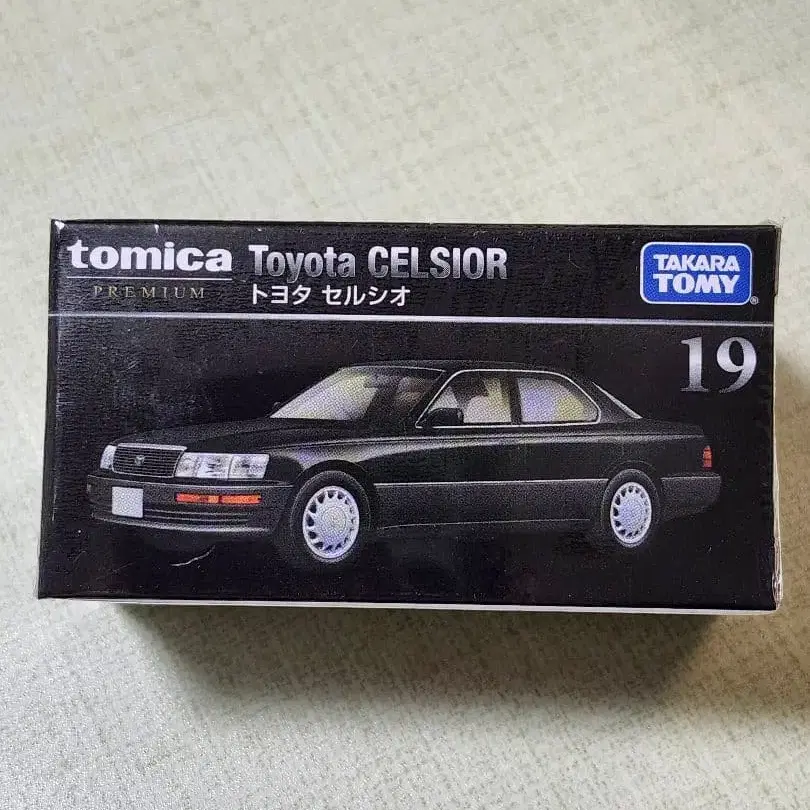 tomica Toyota CELSIOR
PREMIUM トヨタ セルシオ
TAKARA
TOMY®
19